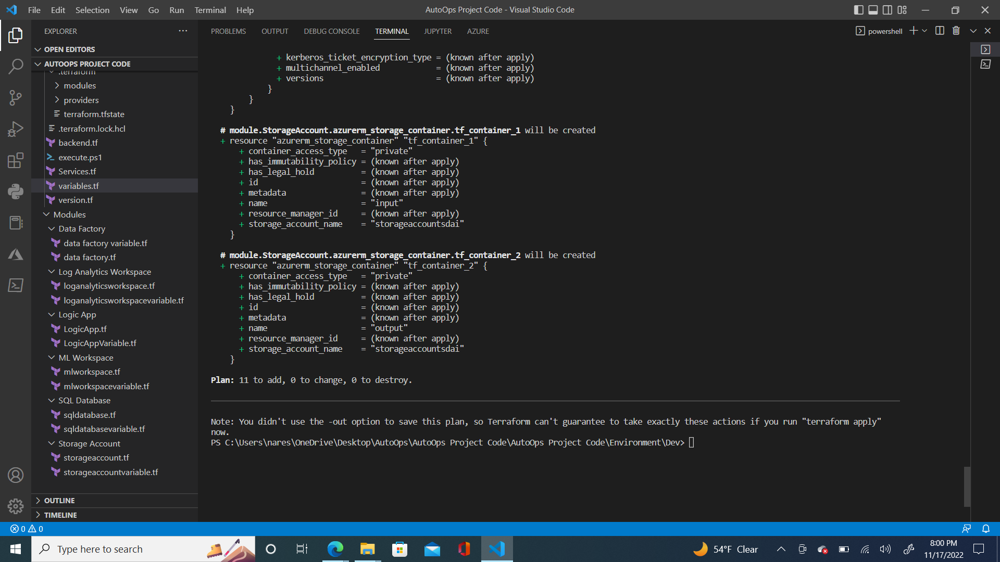 File Edit Selection View Go Run Terminal Help
AutoOps Project Code - Visual Studio Code
EXPLORER
OPEN EDITORS
AUTOOPS PROJECT CODE
.terraform
modules
providers
terraform.tfstate
.terraform.lock.hcl
backend.tf
execute.ps1
Services.tf
variables.tf
version.tf
Modules
Data Factory
data factory variable.tf
data factory.tf
Log Analytics Workspace
loganalyticsworkspace.tf
loganalyticsworkspacevariable.tf
Logic App
LogicApp.tf
LogicAppVariable.tf
ML Workspace
mlworkspace.tf
mlworkspacevariable.tf
SQL Database
sqldatabase.tf
sqldatabasevariable.tf
Storage Account
storageaccount.tf
storageaccountvariable.tf
OUTLINE
TIMELINE
PROBLEMS OUTPUT DEBUG CONSOLE TERMINAL JUPYTER AZURE
powershell
+ kerberos_ticket_encryption_type = (known after apply)
+ multichannel_enabled = (known after apply)
+ versions = (known after apply)
}
}
}
# module.StorageAccount.azurerm_storage_container.tf_container_1 will be created
+ resource "azurerm_storage_container" "tf_container_1" {
+ container_access_type = "private"
+ has_immutability_policy = (known after apply)
+ has_legal_hold = (known after apply)
+ id = (known after apply)
+ metadata = (known after apply)
+ name = "input"
+ resource_manager_id = (known after apply)
+ storage_account_name = "storageaccountsdai"
}
# module.StorageAccount.azurerm_storage_container.tf_container_2 will be created
+ resource "azurerm_storage_container" "tf_container_2" {
+ container_access_type = "private"
+ has_immutability_policy = (known after apply)
+ has_legal_hold = (known after apply)
+ id = (known after apply)
+ metadata = (known after apply)
+ name = "output"
+ resource_manager_id = (known after apply)
+ storage_account_name = "storageaccountsdai"
}
Plan: 11 to add, 0 to change, 0 to destroy.
Note: You didn't use the -out option to save this plan, so Terraform can't guarantee to take exactly these actions if you run "terraform apply"
now.
PS C:\Users\nares\OneDrive\Desktop\AutoOps\AutoOps Project Code\AutoOps Project Code\Environment\Dev>
0 0
Type here to search
54°F Clear
8:00 PM
11/17/2022